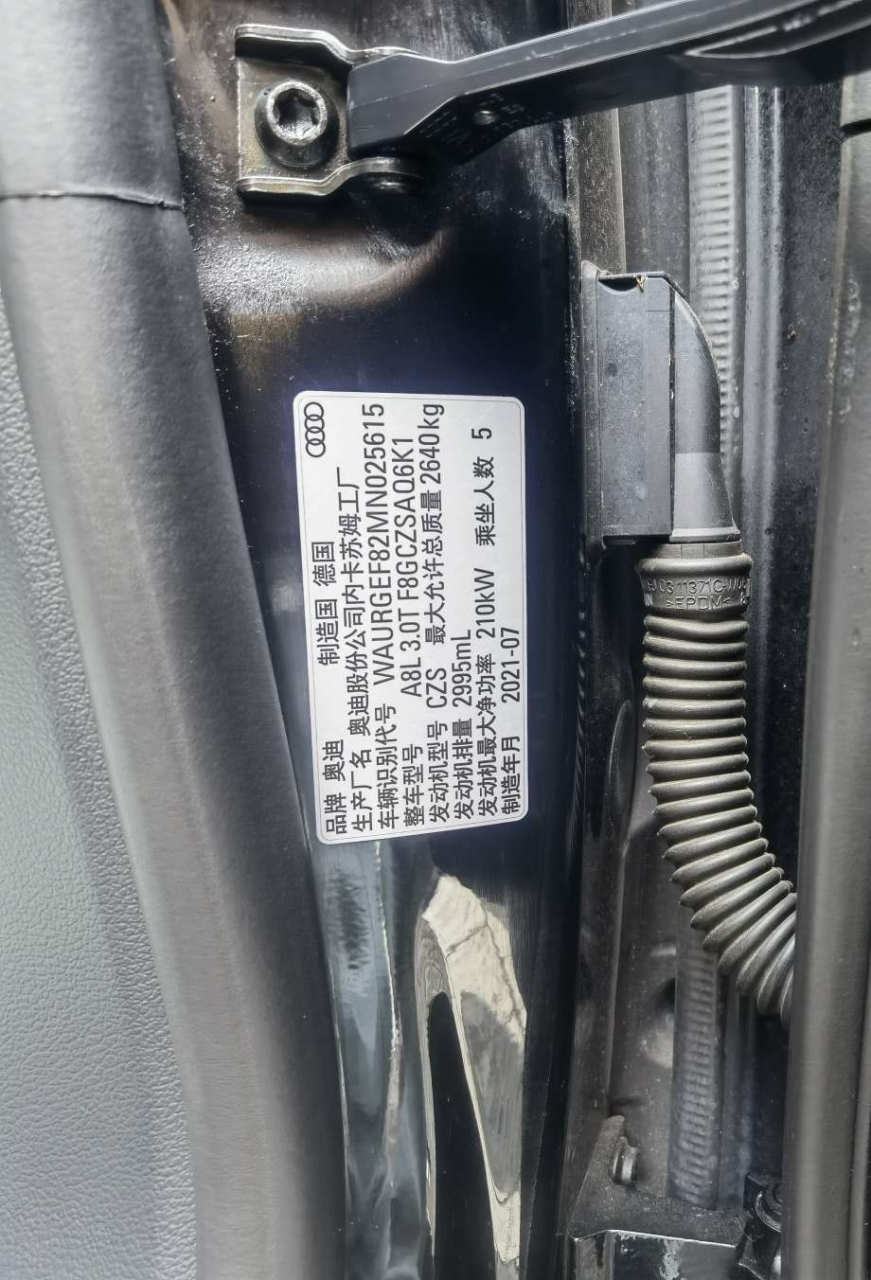 品牌 奥迪 制造国 德国
生产厂名 奥迪股份公司内卡苏姆工厂
车辆识别代号 WAURGEF82MN025615
整车型号 A8L 3.0T F8GCZSAQ6K1
发动机型号 CZS 最大允许总质量 2640kg
发动机排量 2995mL
发动机最大净功率 210kW 乘坐人数 5
制造年月 2021-07
>EPDM<